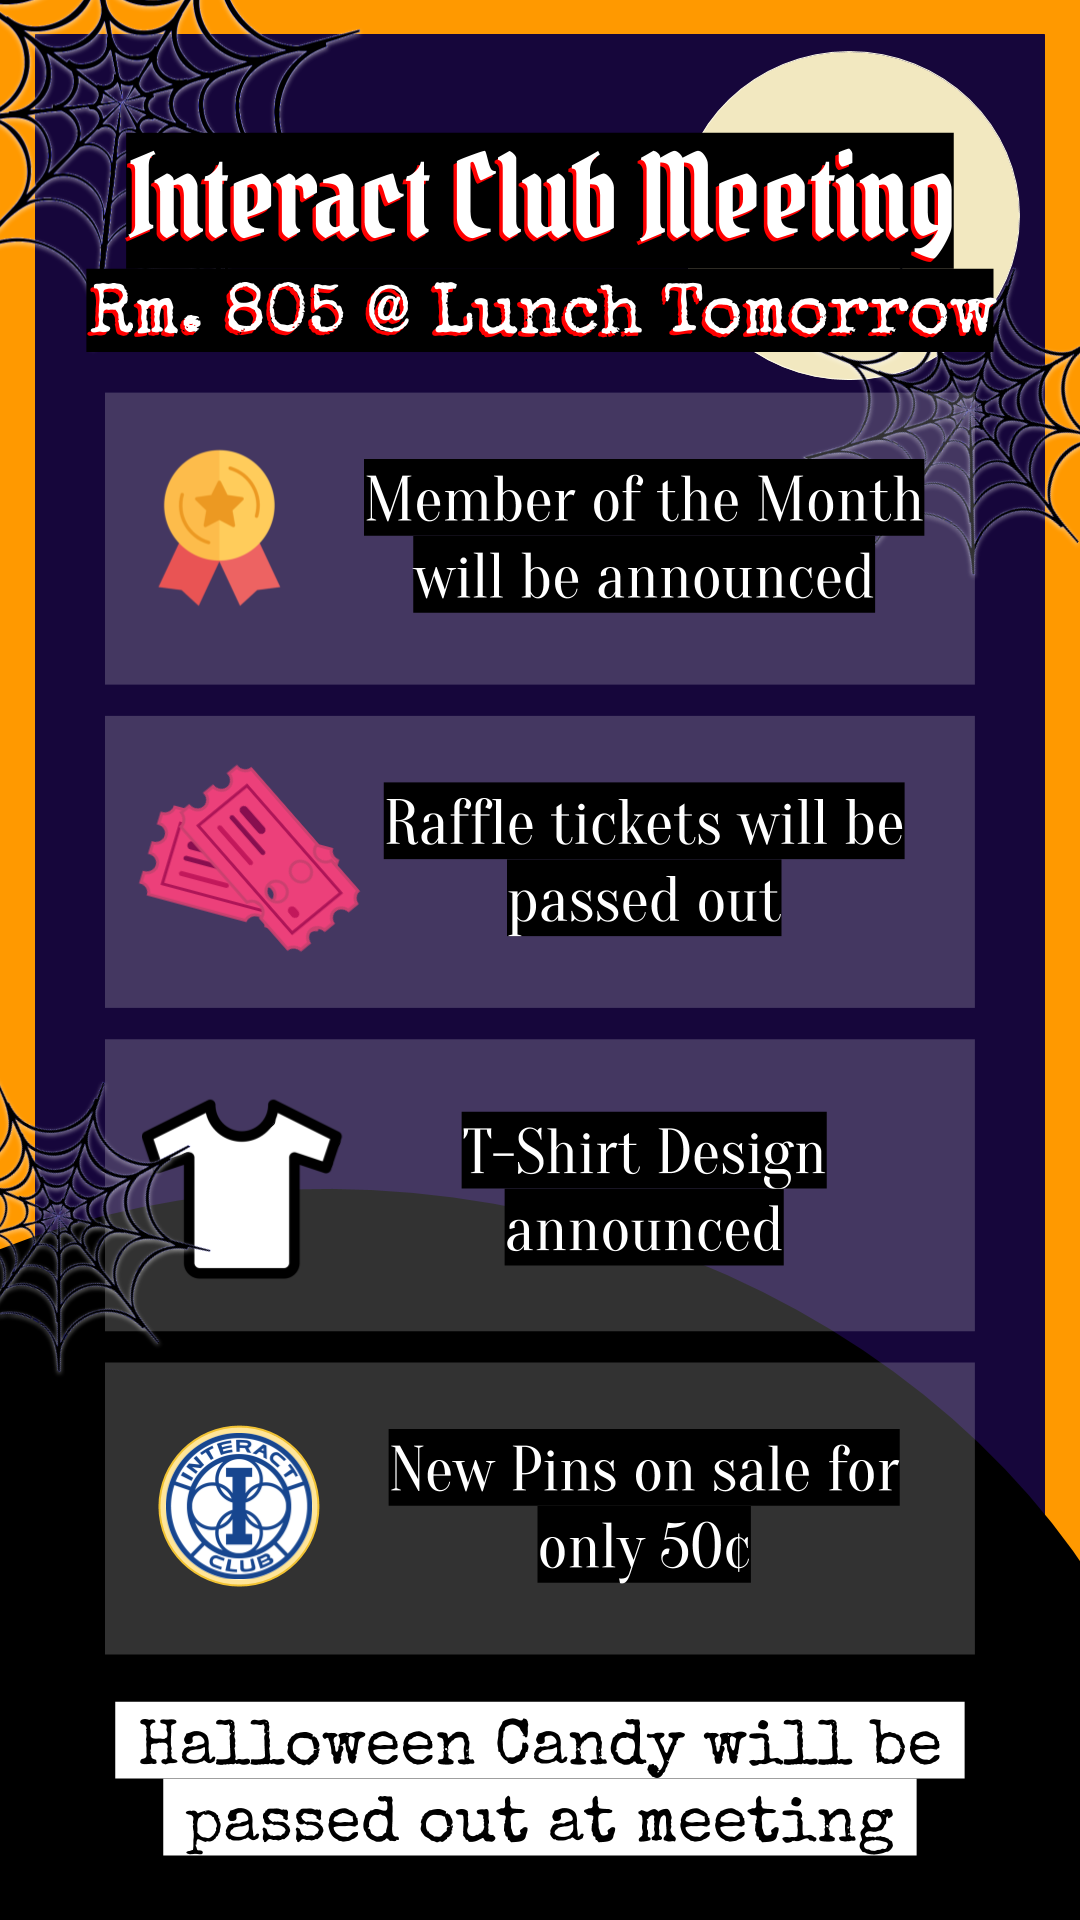 Interact Club Meeting
Rm. 805 @ Lunch Tomorrow
Member of the Month
will be announced
Raffle tickets will be
passed out
T-Shirt Design
announced
INTERACT
I
CLUB
New Pins on sale for
only 50¢
Halloween Candy will be
passed out at meeting